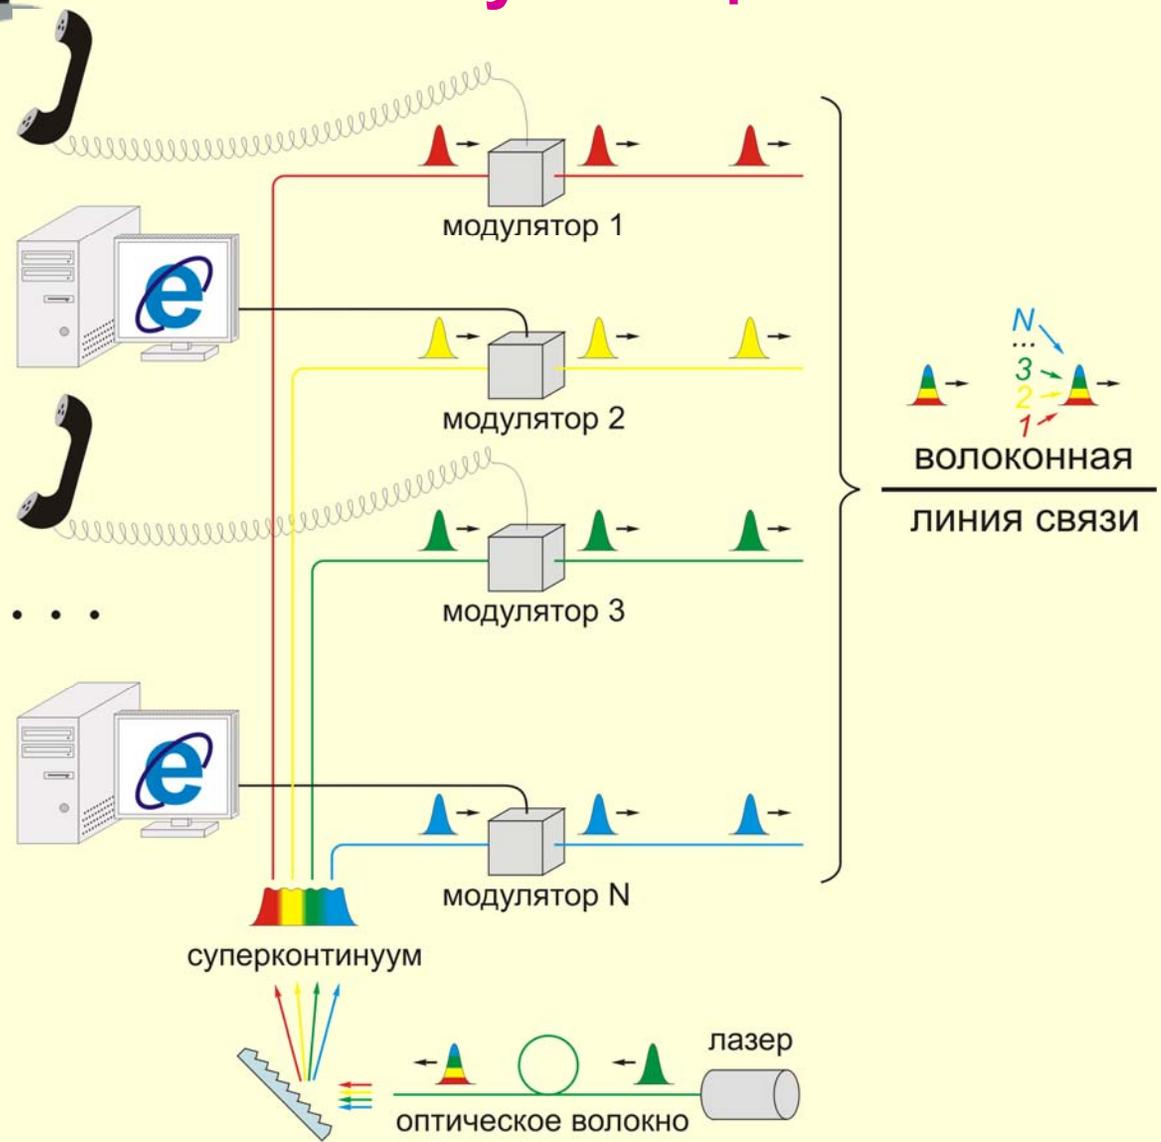 модулятор 1
модулятор 2
модулятор 3
модулятор N
N
...
3
2
1
волоконная
линия связи
. . .
суперконтинуум
лазер
оптическое волокно